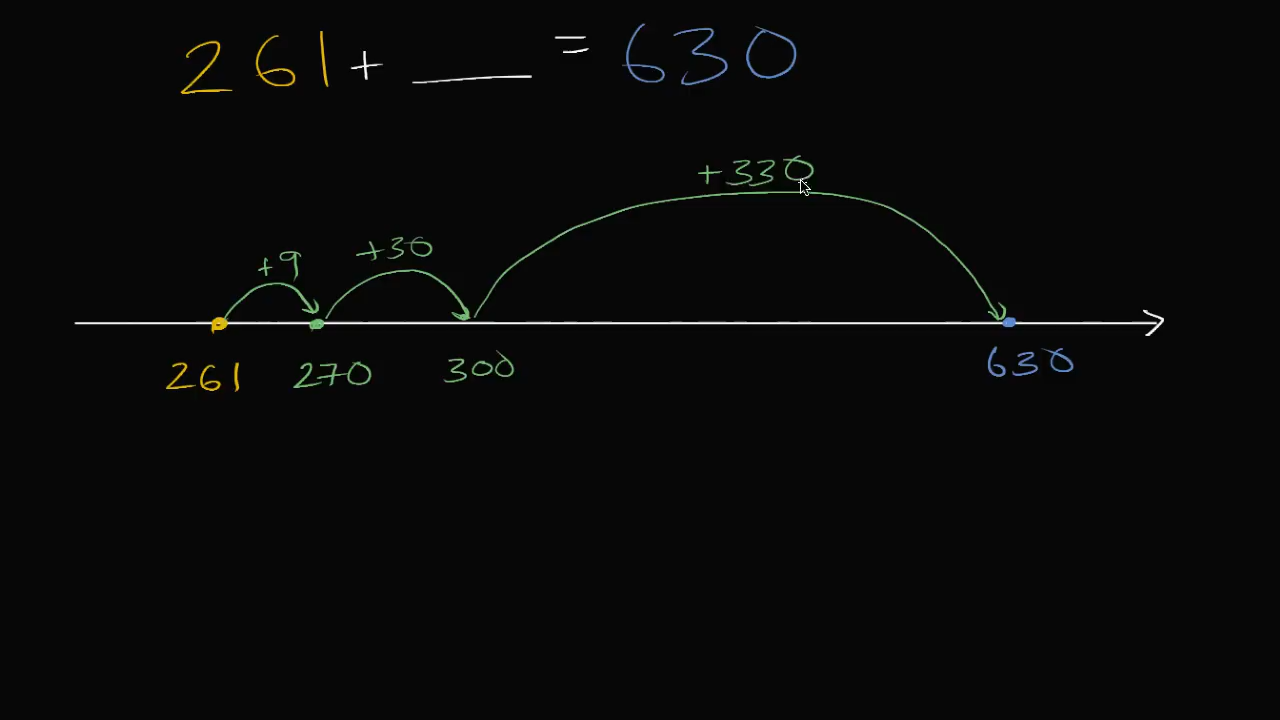 261 + ___ = 630
+330
+9 +30
261 270 300 630